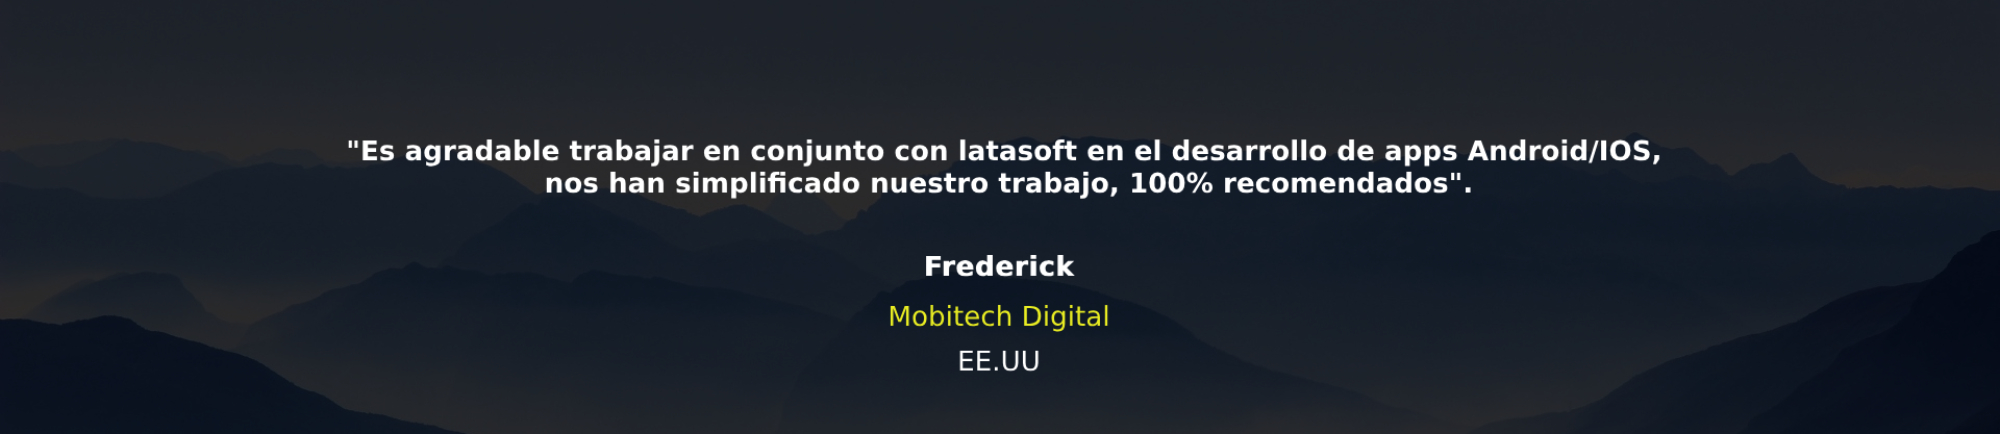 "Es agradable trabajar en conjunto con latasoft en el desarrollo de apps Android/IOS,
nos han simplificado nuestro trabajo, 100% recomendados".
Frederick
Mobitech Digital
EE.UU